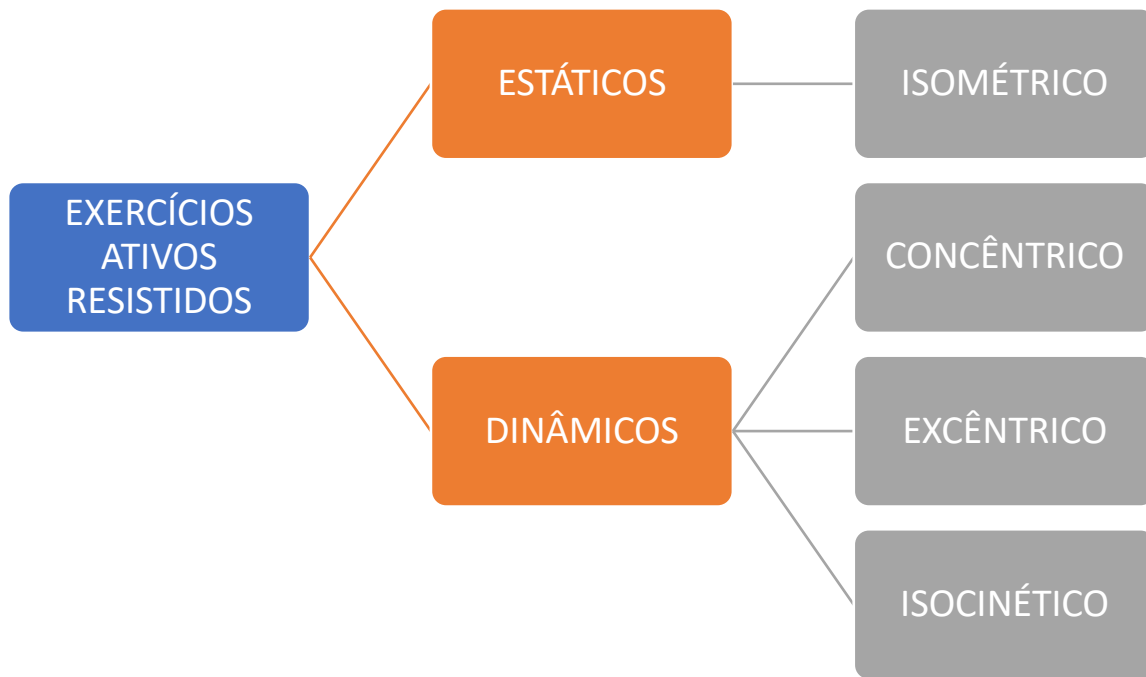 EXERCÍCIOS
ATIVOS
RESISTIDOS
ESTÁTICOS
ISOMÉTRICO
DINÂMICOS
CONCÊNTRICO
EXCÊNTRICO
ISOCINÉTICO